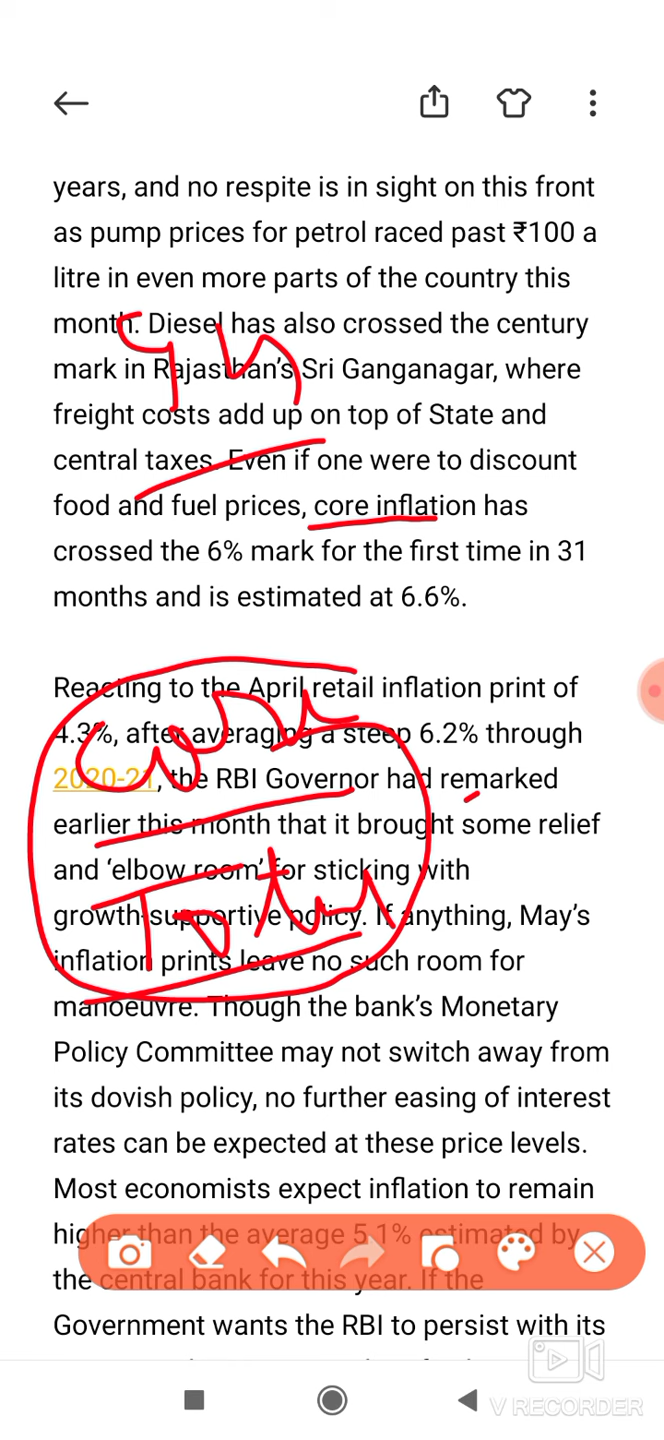 years, and no respite is in sight on this front
as pump prices for petrol raced past ₹100 a
litre in even more parts of the country this
month. Diesel has also crossed the century
mark in Rajasthan's Sri Ganganagar, where
freight costs add up on top of State and
central taxes. Even if one were to discount
food and fuel prices, core inflation has
crossed the 6% mark for the first time in 31
months and is estimated at 6.6%.
Reacting to the April retail inflation print of
4.3%, after averaging a steep 6.2% through
2020-21, the RBI Governor had remarked
earlier this month that it brought some relief
and ‘elbow room’ for sticking with
growth-supportive policy. If anything, May's
inflation prints leave no such room for
manoeuvre. Though the bank's Monetary
Policy Committee may not switch away from
its dovish policy, no further easing of interest
rates can be expected at these price levels.
Most economists expect inflation to remain
higher than the average 5.1% estimated by
the central bank for this year. If the
Government wants the RBI to persist with its
V RECORDER